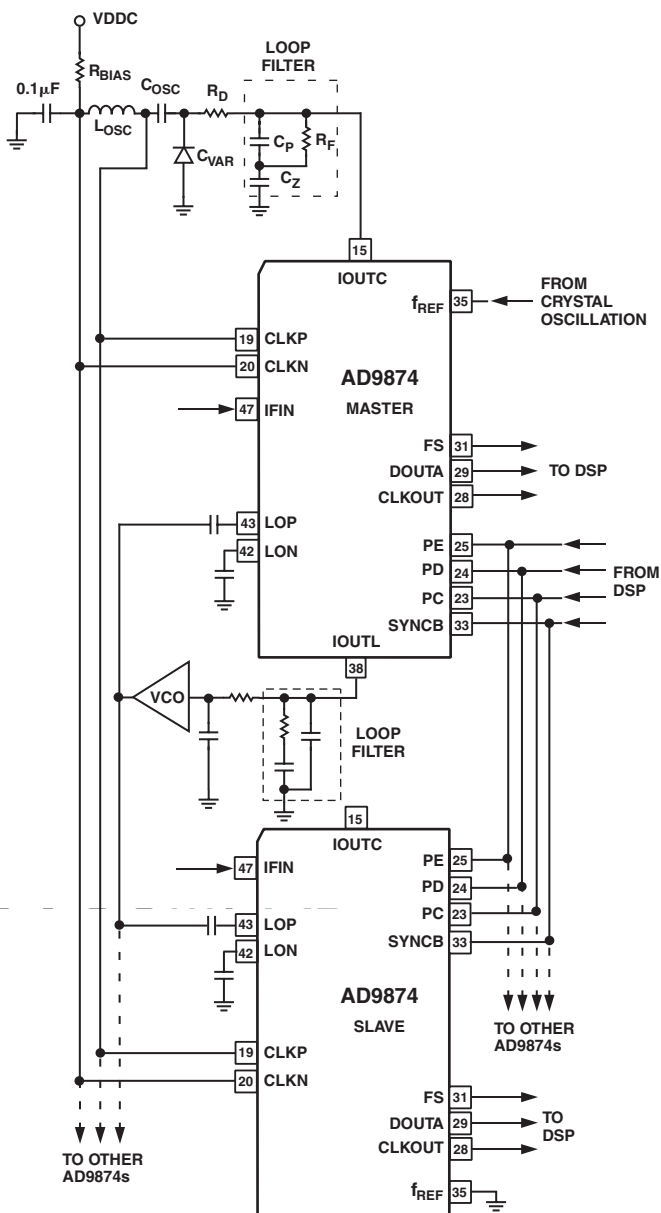 VDDC
RBIAS
LOOP
FILTER
0.1μF
COSC
RD
LOSC
CVAR
CP
RF
CZ
15
IOUTC
fREF
35
FROM
CRYSTAL
OSCILLATION
19
CLKP
20
CLKN
AD9874
MASTER
47
IFIN
FS
31
DOUTA
29
TO DSP
CLKOUT
28
43
LOP
42
LON
PE
25
PD
24
PC
23
SYNCB
33
FROM
DSP
IOUTL
38
VCO
LOOP
FILTER
15
IOUTC
47
IFIN
PE
25
PD
24
PC
23
SYNCB
33
43
LOP
42
LON
AD9874
SLAVE
TO OTHER
AD9874s
19
CLKP
20
CLKN
FS
31
DOUTA
29
CLKOUT
28
TO
DSP
TO OTHER
AD9874s
fREF
35